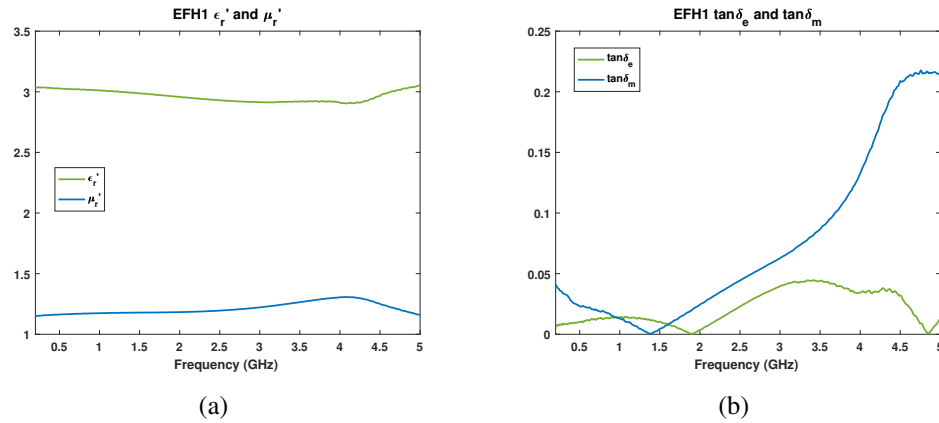 EFH1 ϵr' and μr'
3.5
3
2.5
2
1.5
1
ϵr'
μr'
0.5 1 1.5 2 2.5 3 3.5 4 4.5 5
Frequency (GHz)
(a)
EFH1 tanδe and tanδm
0.25
0.2
0.15
0.1
0.05
0
tanδe
tanδm
0.5 1 1.5 2 2.5 3 3.5 4 4.5 5
Frequency (GHz)
(b)